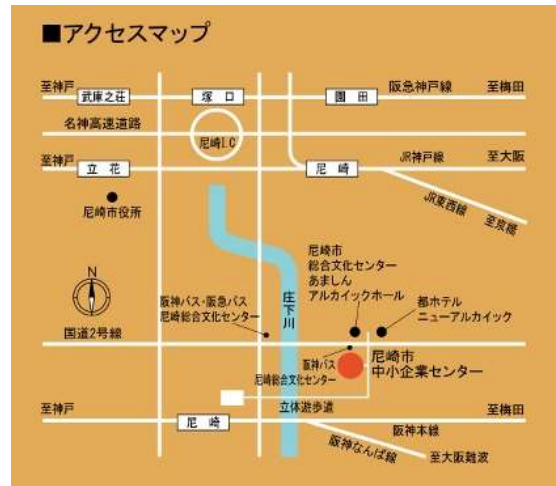 ■アクセスマップ
至神戸
武庫之荘
塚口
園田
阪急神戸線
至梅田
名神高速道路
尼崎I.C
至神戸
立花
尼崎
JR神戸線
至大阪
JR東西線
至京橋
尼崎市役所
N
尼崎市
総合文化センター
あましん
アルカイックホール
都ホテル
ニューアルカイック
阪神バス・阪急バス
尼崎総合文化センター
庄下川
国道2号線
阪神バス
尼崎総合文化センター
尼崎市
中小企業センター
立体遊歩道
至神戸
尼崎
至梅田
阪神本線
阪神なんば線
至大阪難波